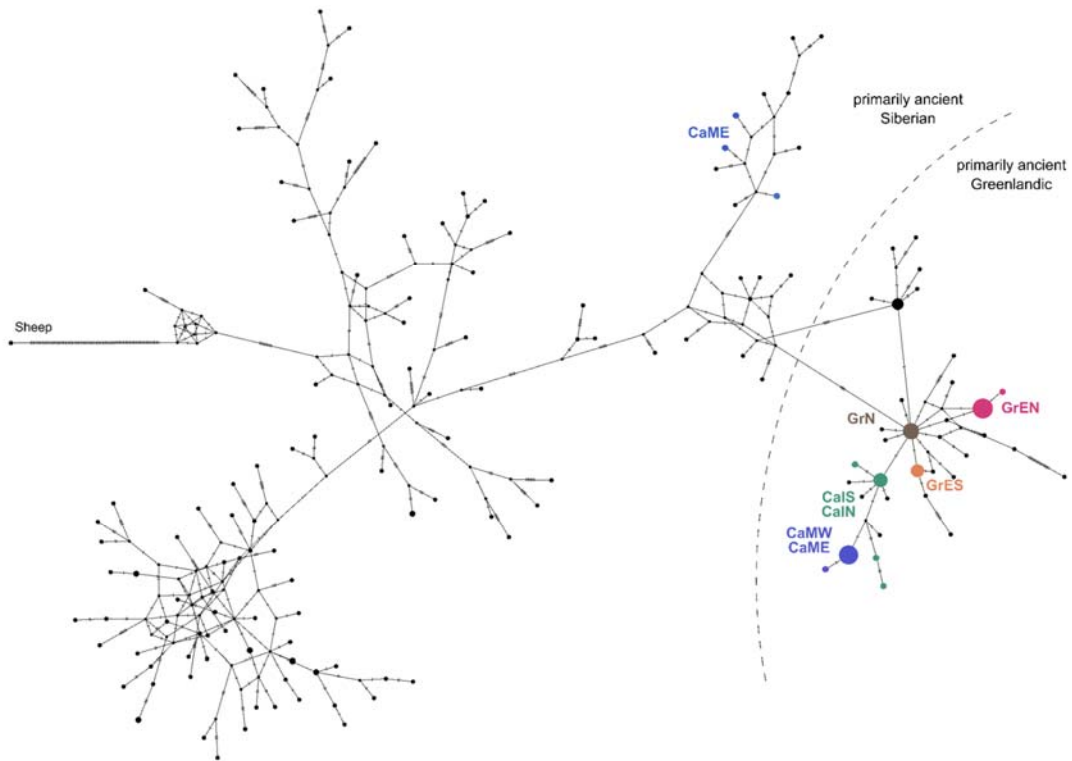 primarily ancient
Siberian
CaME
primarily ancient
Greenlandic
Sheep
GrEN
GrN
GrES
CaIS
CaIN
CaMW
CaME